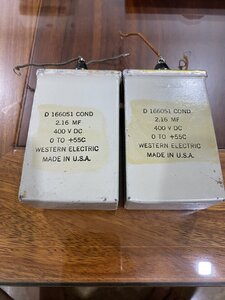 D 166051 COND
2.16 MF
400 V DC
0 TO +55C
WESTERN ELECTRIC
MADE IN U.S.A.
D 166051 COND
2.16 MF
400 V DC
0 TO +55C
WESTERN ELECTRIC
MADE IN U.S.A.